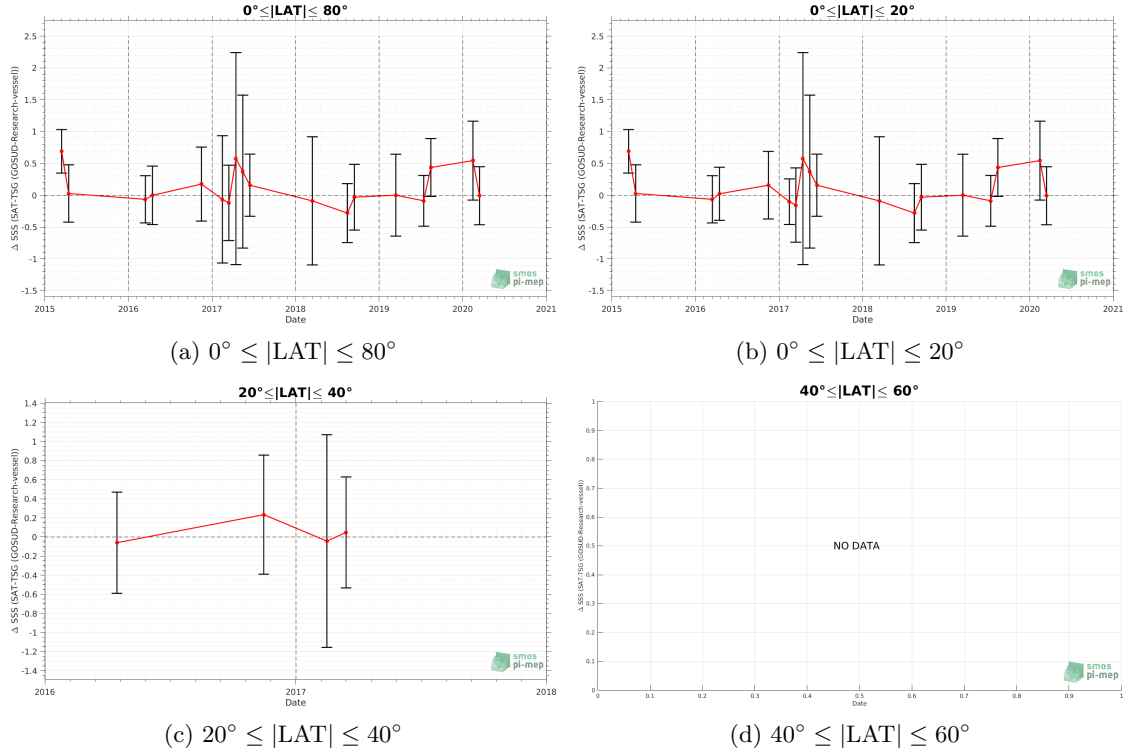 0°≤|LAT|≤ 80°
Δ SSS (SAT-TSG (GOSUD-Research-vessel))
2.5
2
1.5
1
0.5
0
-0.5
-1
-1.5
2015 2016 2017 2018 2019 2020 2021
Date
smos
pi-mep
(a) 0° ≤ |LAT| ≤ 80°
0°≤|LAT|≤ 20°
Δ SSS (SAT-TSG (GOSUD-Research-vessel))
2.5
2
1.5
1
0.5
0
-0.5
-1
-1.5
2015 2016 2017 2018 2019 2020 2021
Date
smos
pi-mep
(b) 0° ≤ |LAT| ≤ 20°
20°≤|LAT|≤ 40°
Δ SSS (SAT-TSG (GOSUD-Research-vessel))
1.4
1.2
1
0.8
0.6
0.4
0.2
0
-0.2
-0.4
-0.6
-0.8
-1
-1.2
-1.4
2016 2017 2018
Date
smos
pi-mep
(c) 20° ≤ |LAT| ≤ 40°
40°≤|LAT|≤ 60°
Δ SSS (SAT-TSG (GOSUD-Research-vessel))
1
0.9
0.8
0.7
0.6
0.5
0.4
0.3
0.2
0.1
0
NO DATA
0 0.1 0.2 0.3 0.4 0.5 0.6 0.7 0.8 0.9 1
Date
smos
pi-mep
(d) 40° ≤ |LAT| ≤ 60°